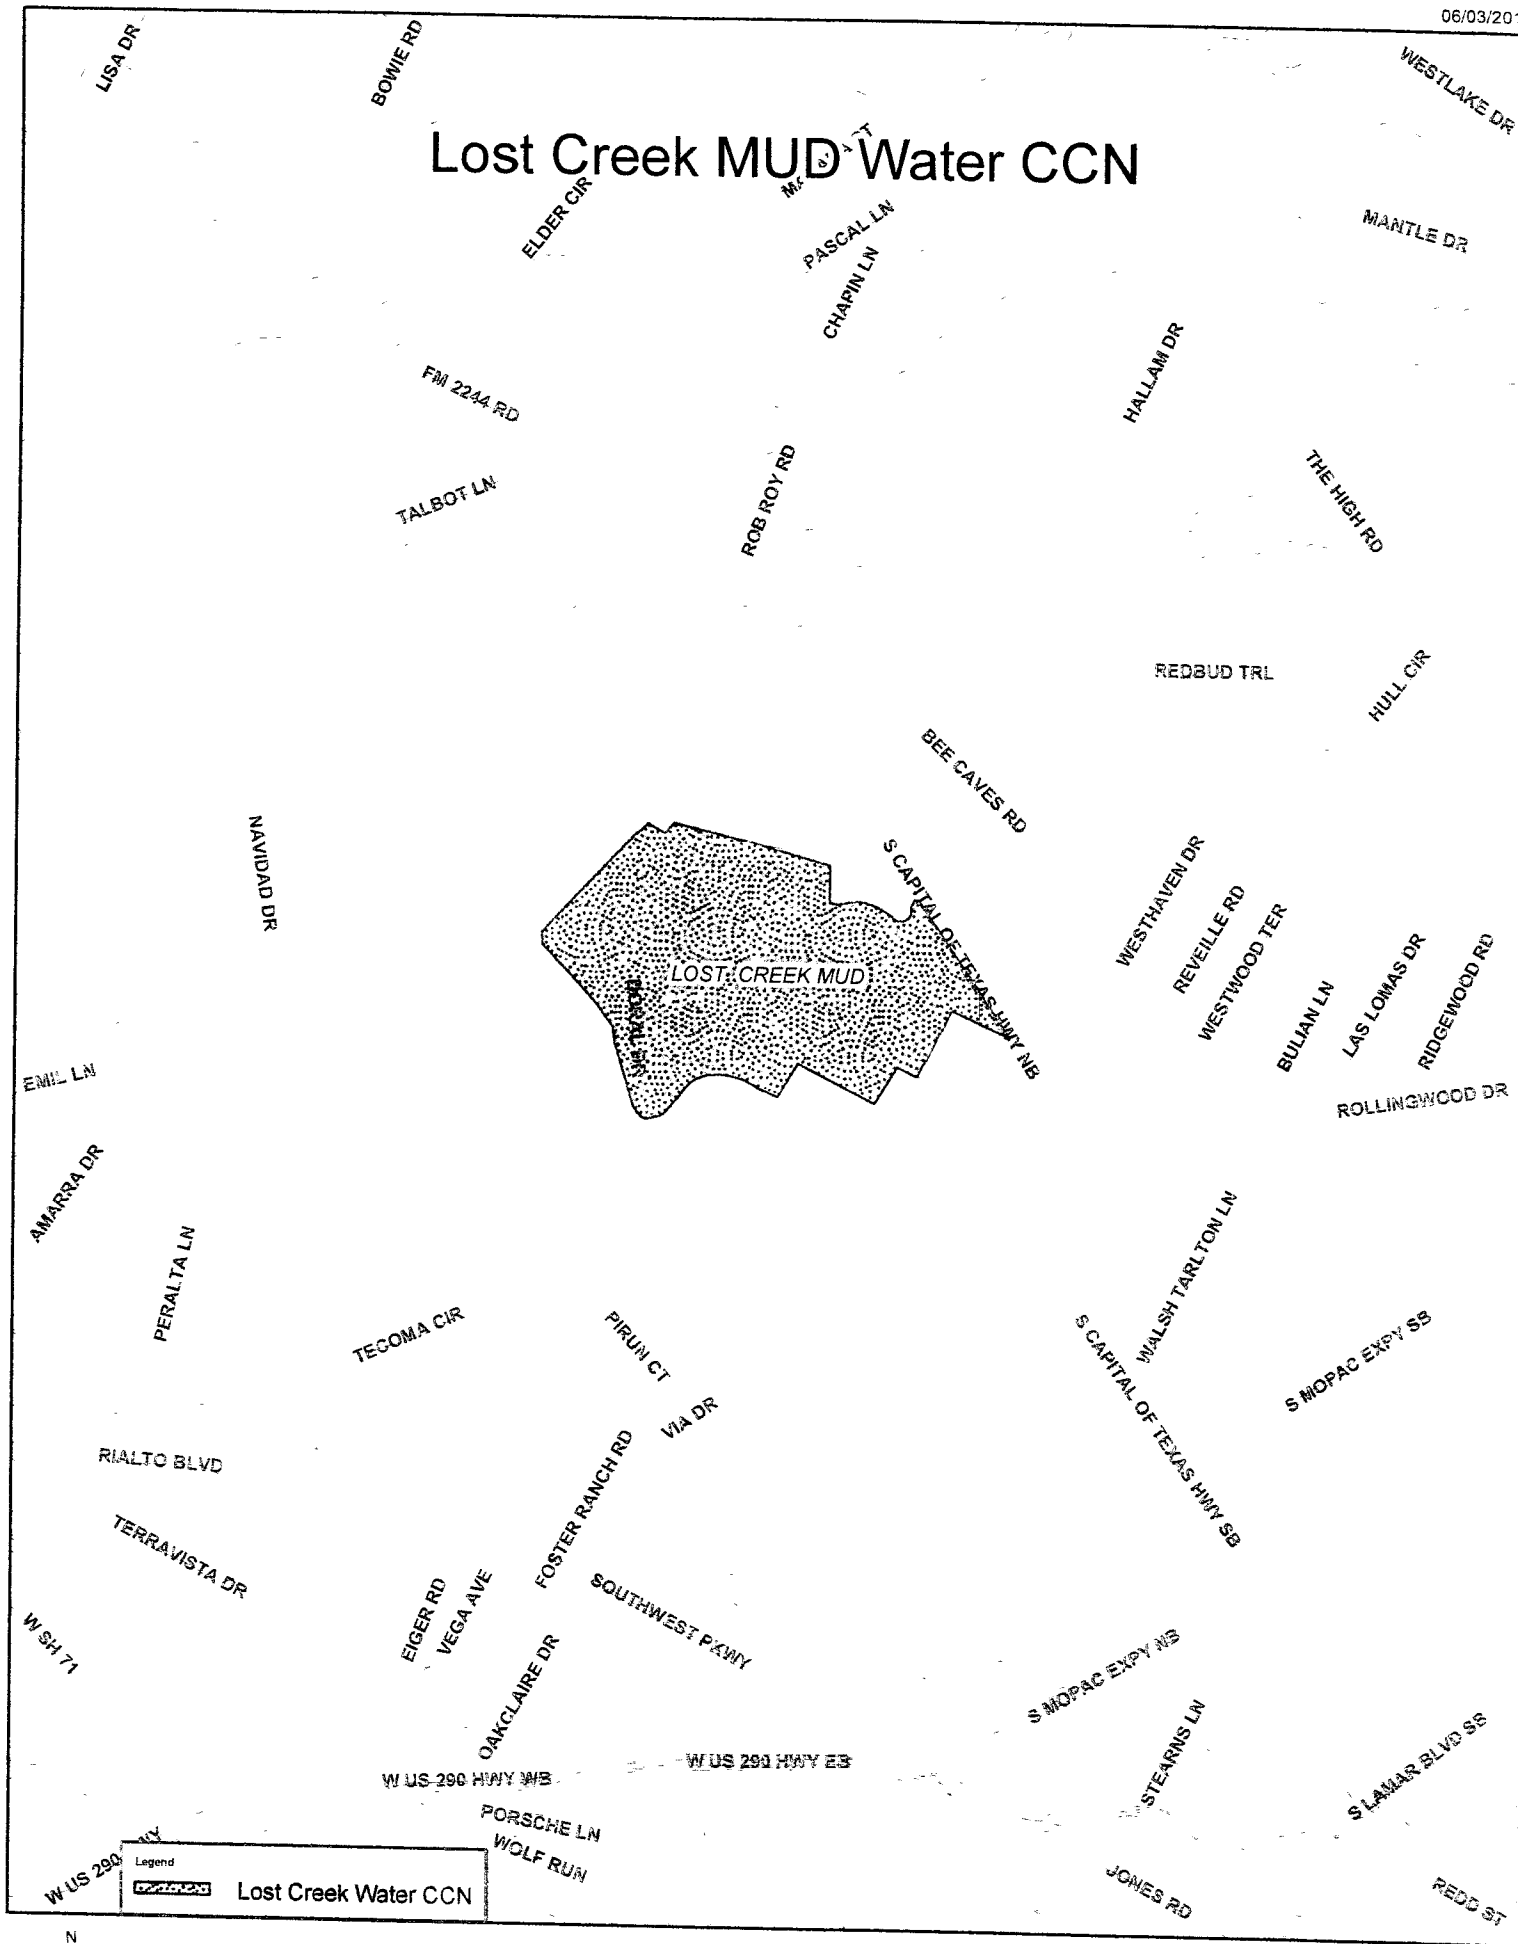 06/03/201
LISA DR
BOWIE RD
WESTLAKE DR
Lost Creek MUD Water CCN
ELDER CIR
PASCAL LN
MANTLE DR
CHAPIN LN
HALLAM DR
FM 2244 RD
TALBOT LN
ROB ROY RD
THE HIGH RD
REDBUD TRL
HULL CIR
BEE CAVES RD
NAVIDAD DR
S CAPITAL OF TEXAS HWY NB
WESTHAVEN DR
REVEILLE RD
WESTWOOD TER
LOST CREEK MUD
DORAL DR
BULIAN LN
LAS LOMAS DR
RIDGEWOOD RD
EMIL LN
ROLLINGWOOD DR
AMARRA DR
PERALTA LN
TECOMA CIR
PIRUN CT
WALSH TARLTON LN
S CAPITAL OF TEXAS HWY SB
S MOPAC EXPY SB
VIA DR
RIALTO BLVD
FOSTER RANCH RD
TERRAVISTA DR
EIGER RD
VEGA AVE
SOUTHWEST PKWY
W SH 71
OAKCLAIRE DR
S MOPAC EXPY NB
STEARNS LN
S LAMAR BLVD SB
W US 290 HWY EB
W US 290 HWY WB
PORSCHE LN
WOLF RUN
W US 290
Legend
Lost Creek Water CCN
JONES RD
REDD ST
N